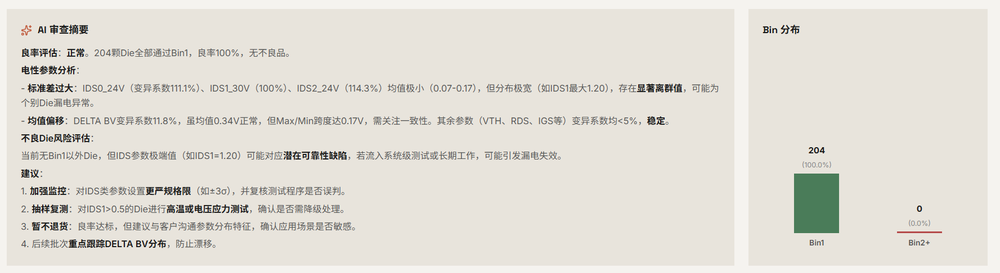 AI 审查摘要
良率评估：正常。204颗Die全部通过Bin1，良率100%，无不良品。
电性参数分析：
- 标准差过大：IDS0_24V（变异系数111.1%）、IDS1_30V（100%）、IDS2_24V（114.3%）均值极小（0.07-0.17），但分布极宽（如IDS1最大1.20），存在显著离群值，可能为
个别Die漏电异常。
- 均值偏移：DELTA BV变异系数11.8%，虽均值0.34V正常，但Max/Min跨度达0.17V，需关注一致性。其余参数（VTH、RDS、IGS等）变异系数均<5%，稳定。
不良Die风险评估：
当前无Bin1以外Die，但IDS参数极端值（如IDS1=1.20）可能对应潜在可靠性缺陷，若流入系统级测试或长期工作，可能引发漏电失效。
建议：
1. 加强监控：对IDS类参数设置更严规格限（如±3σ），并复核测试程序是否误判。
2. 抽样复测：对IDS1>0.5的Die进行高温或电压应力测试，确认是否需降级处理。
3. 暂不退货：良率达标，但建议与客户沟通参数分布特征，确认应用场景是否敏感。
4. 后续批次重点跟踪DELTA BV分布，防止漂移。
Bin 分布
204
(100.0%)
Bin1
0
(0.0%)
Bin2+